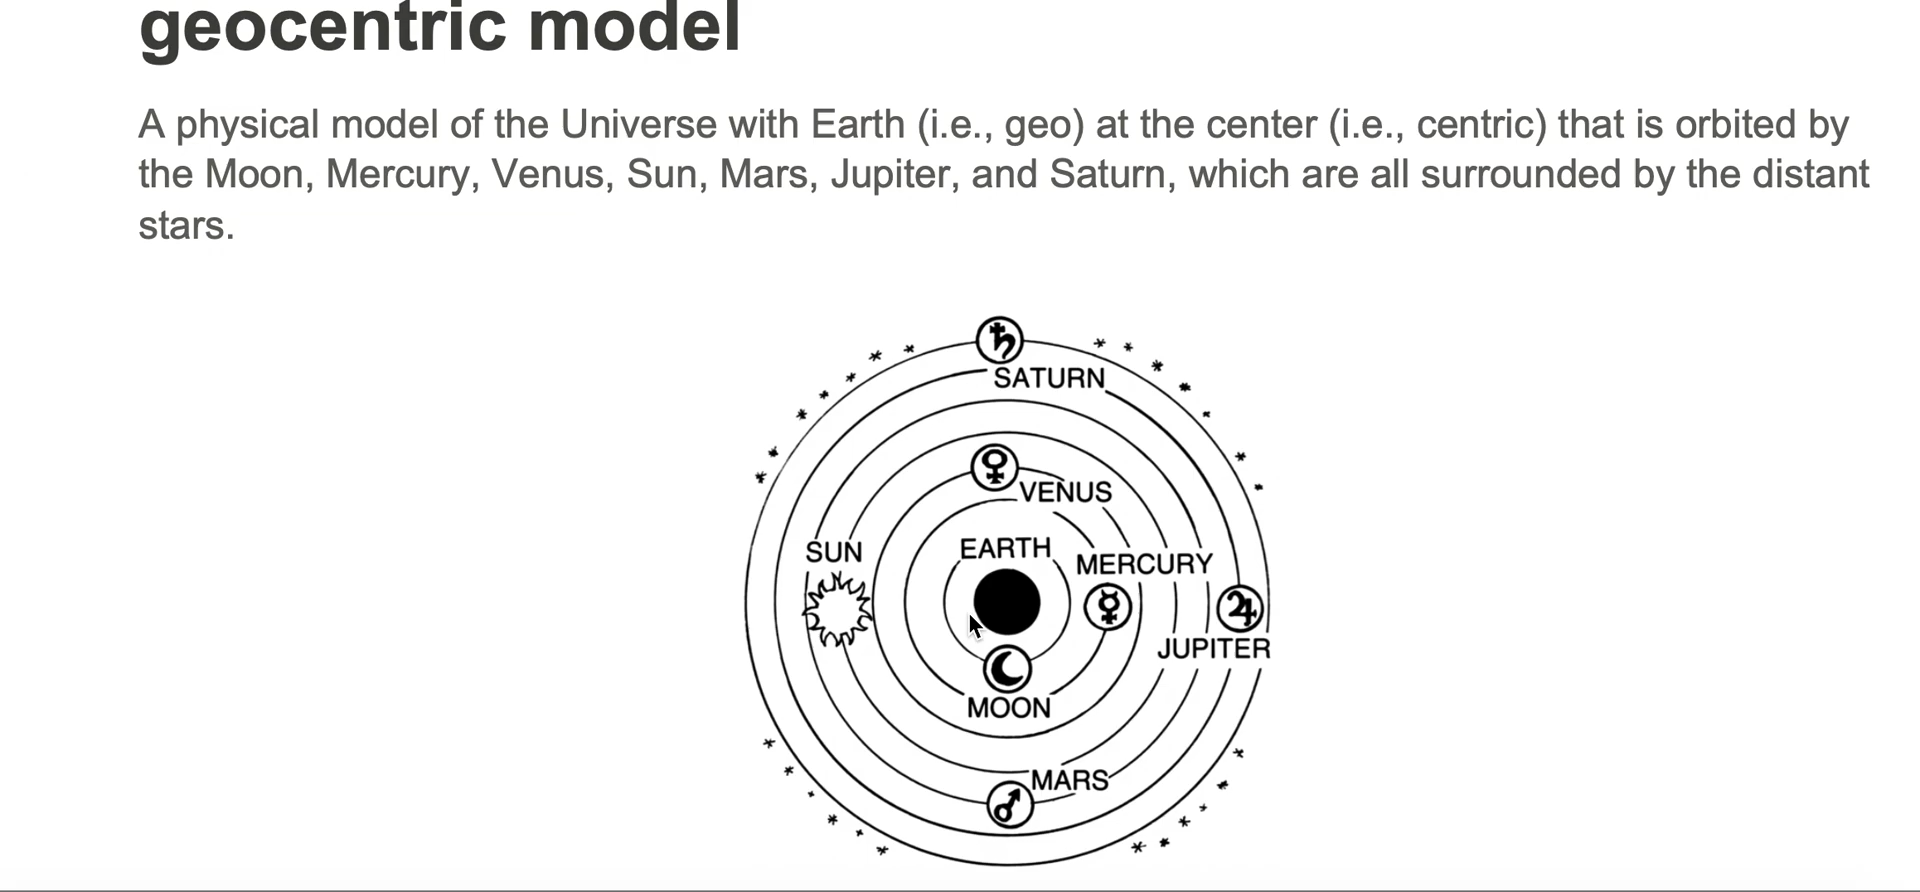 geocentric model
A physical model of the Universe with Earth (i.e., geo) at the center (i.e., centric) that is orbited by
the Moon, Mercury, Venus, Sun, Mars, Jupiter, and Saturn, which are all surrounded by the distant
stars.
SATURN
VENUS
SUN
EARTH
MERCURY
JUPITER
MOON
MARS